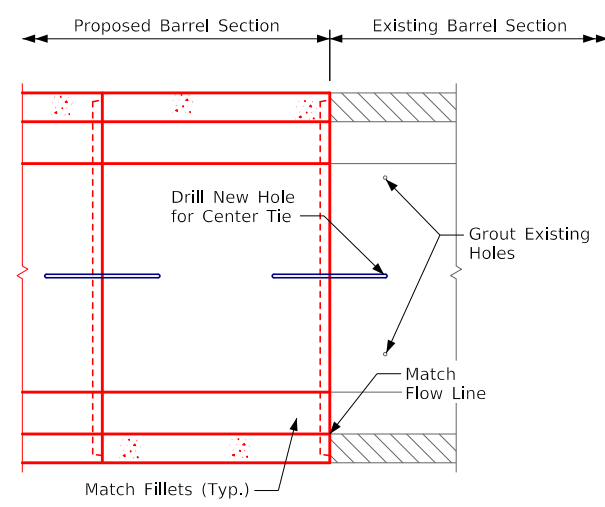 Proposed Barrel Section
Existing Barrel Section
Drill New Hole
for Center Tie
Grout Existing
Holes
Match
Flow Line
Match Fillets (Typ.)